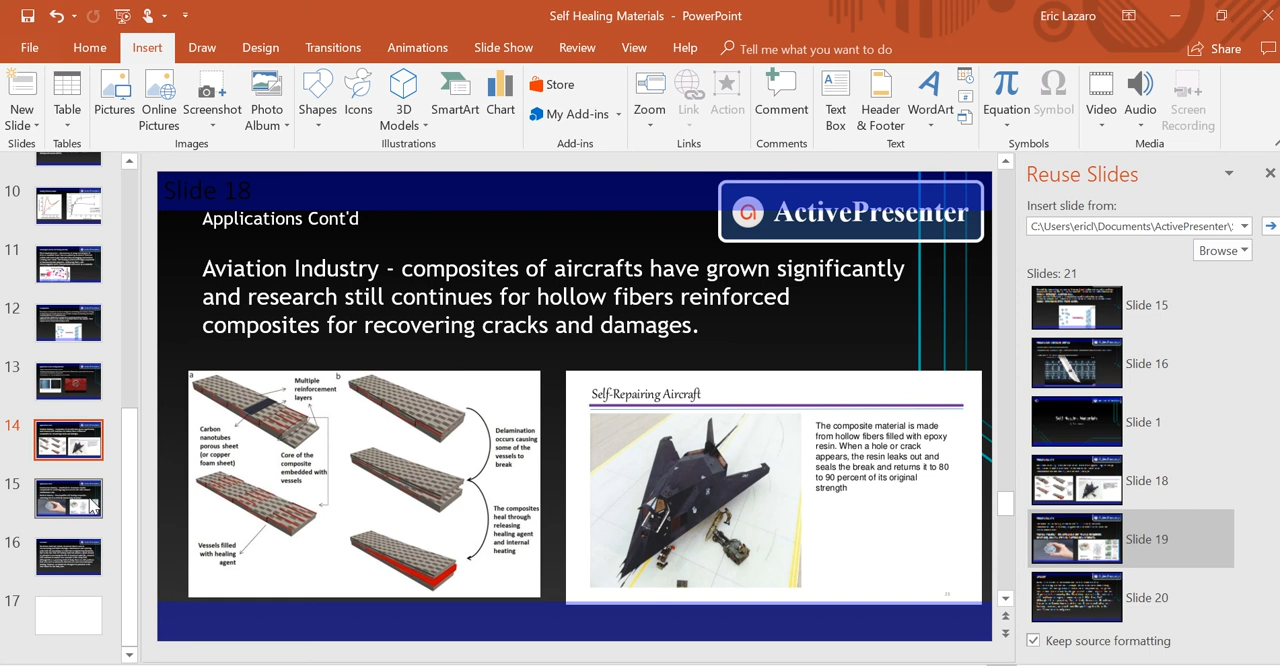 Self Healing Materials - PowerPoint
Eric Lazaro
File Home Insert Draw Design Transitions Animations Slide Show Review View Help Tell me what you want to do Share
New Slide
Table
Pictures
Online Pictures
Screenshot
Photo Album
Shapes
Icons
3D Models
SmartArt
Chart
Store
My Add-ins
Zoom
Link
Action
Comment
Text Box
Header & Footer
WordArt
Equation
Symbol
Video
Audio
Screen Recording
Slides Tables Images Illustrations Add-ins Links Comments Text Symbols Media
10
11
12
13
14
15
16
17
Slide 18
ActivePresenter
Applications Cont'd
Aviation Industry - composites of aircrafts have grown significantly
and research still continues for hollow fibers reinforced
composites for recovering cracks and damages.
a
b
Multiple
reinforcement
layers
Carbon
nanotubes
porous sheet
(or copper
foam sheet)
Core of the
composite
embedded with
vessels
Vessels filled
with healing
agent
Delamination
occurs causing
some of the
vessels to
break
The composites
heal through
releasing
healing agent
and internal
heating
Self-Repairing Aircraft
The composite material is made
from hollow fibers filled with epoxy
resin. When a hole or crack
appears, the resin leaks out and
seals the break and returns it to 80
to 90 percent of its original
strength
Reuse Slides
Insert slide from:
C:\Users\ericl\Documents\ActivePresenter\
Browse
Slides: 21
Slide 15
Slide 16
Slide 1
Slide 18
Slide 19
Slide 20
Keep source formatting